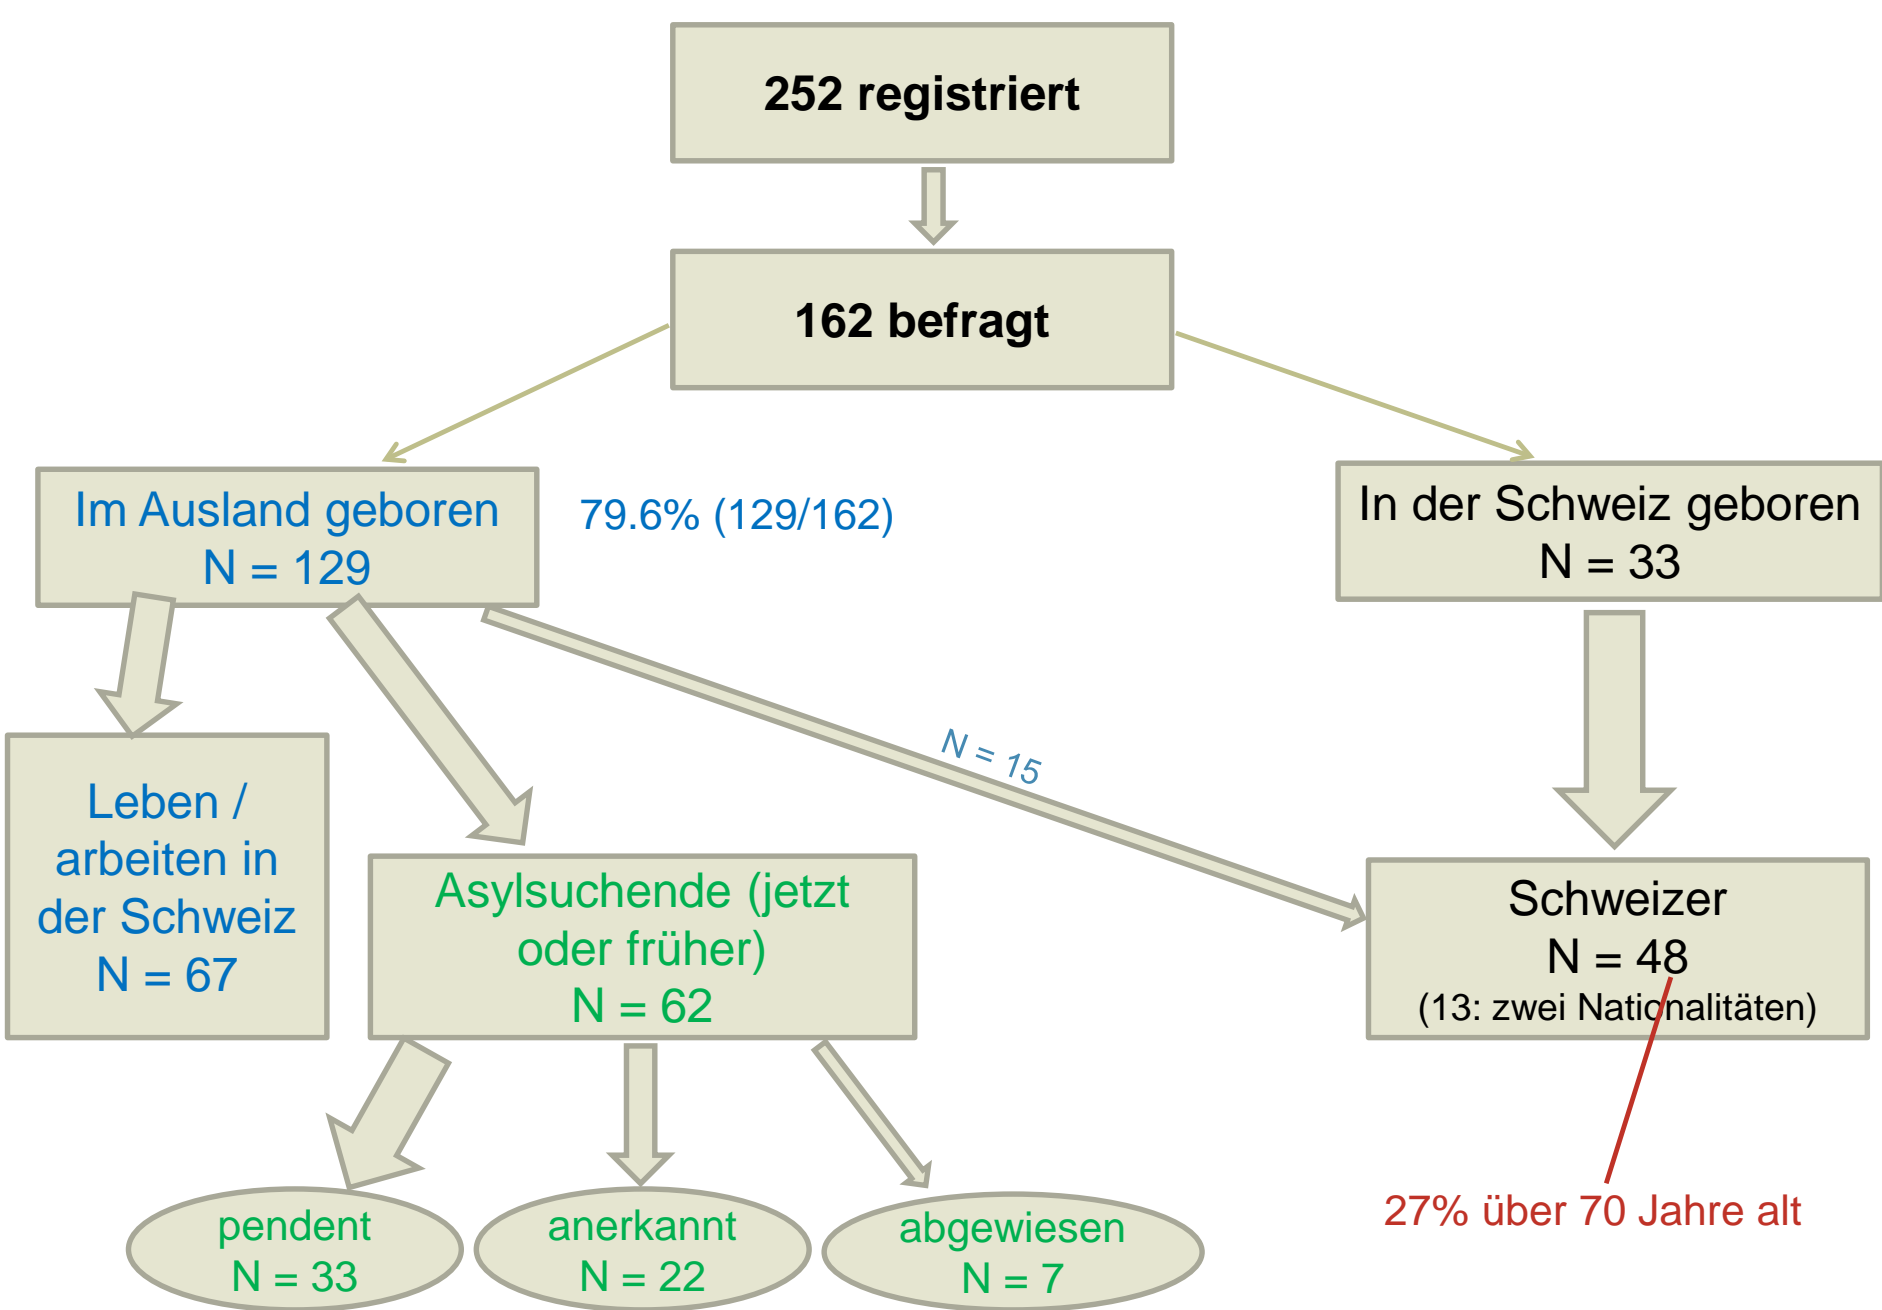 252 registriert
162 befragt
Im Ausland geboren
N = 129
79.6% (129/162)
In der Schweiz geboren
N = 33
N = 15
Leben /
arbeiten in
der Schweiz
N = 67
Asylsuchende (jetzt
oder früher)
N = 62
Schweizer
N = 48
(13: zwei Nationalitäten)
pendent
N = 33
anerkannt
N = 22
abgewiesen
N = 7
27% über 70 Jahre alt